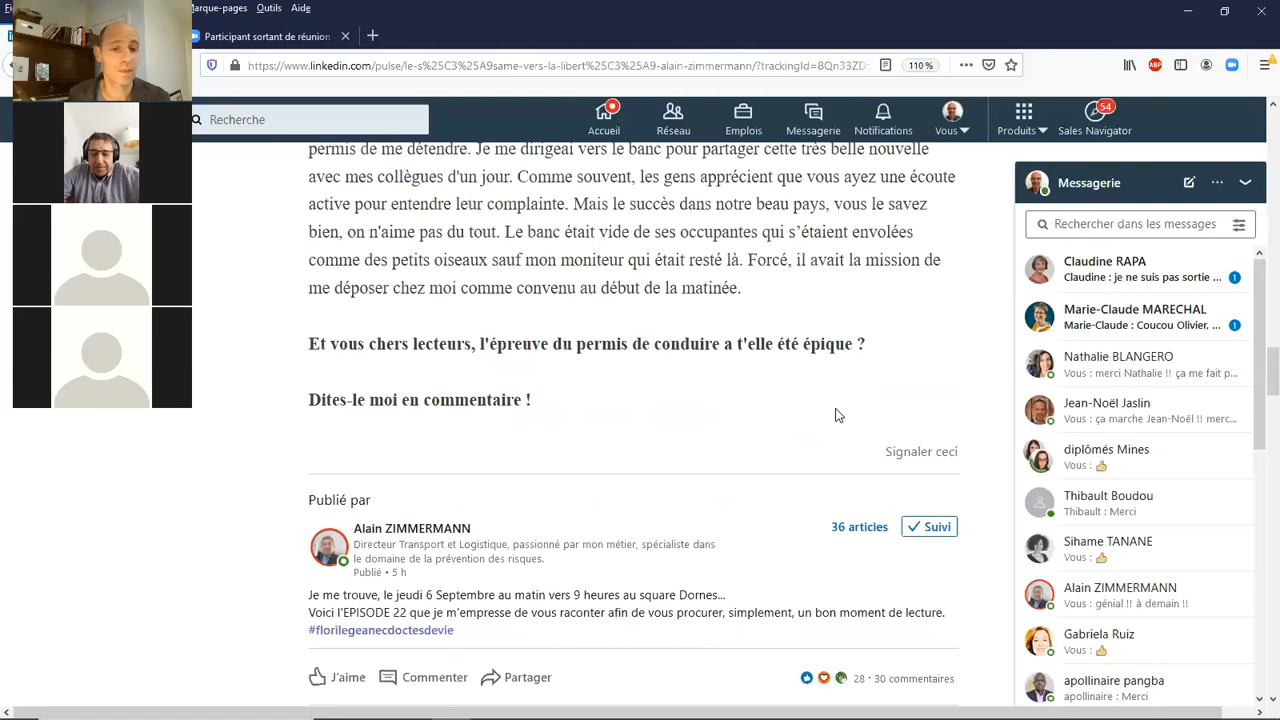 arque-pages Outils Aide
Participant sortant de réunion
https://www.linkedin.com/pulse/le-s%25C3%25A9same-vers-la-libert%25C3%25A9-alain-zimmermann/?trackingId=8Qn33ZD
110 %
ABP
Recherche
Accueil
Réseau
Emplois
Messagerie
Notifications
Vous
Produits
54
Sales Navigator
permis de me détendre. Je me dirigeai vers le banc pour partager cette très belle nouvelle
avec mes collègues d'un jour. Comme souvent, les gens apprécient que vous ayez une écoute
active pour entendre leur complainte. Mais le succès dans notre beau pays, vous le savez
bien, on n'aime pas du tout. Le banc était vide de ses occupantes qui s’étaient envolées
comme des petits oiseaux sauf mon moniteur qui était resté là. Forcé, il avait la mission de
me déposer chez moi comme convenu au début de la matinée.
Et vous chers lecteurs, l'épreuve du permis de conduire a t'elle été épique ?
Dites-le moi en commentaire !
Signaler ceci
Publié par
Alain ZIMMERMANN
Directeur Transport et Logistique, passionné par mon métier, spécialiste dans
le domaine de la prévention des risques.
Publié • 5 h
36 articles
Suivi
Je me trouve, le jeudi 6 Septembre au matin vers 9 heures au square Dornes...
Voici l'EPISODE 22 que je m'empresse de vous raconter afin de vous procurer, simplement, un bon moment de lecture.
#florilegeanecdoctesdevie
J'aime
Commenter
Partager
28 · 30 commentaires
Messagerie
Rechercher dans les messages
Claudine RAPA
Claudine : je ne suis pas sortie ...
1
Marie-Claude MARECHAL
Marie-Claude : Coucou Olivier, ...
1
Nathalie BLANGERO
Vous : merci Nathalie !! ça me fait p...
Jean-Noël Jaslin
Vous : ça marche Jean-Noël !! merc...
diplômés Mines
Vous : 👍
Thibault Boudou
Thibault : Merci
Sihame TANANE
Vous : 👍
Alain ZIMMERMANN
Vous : génial !! à demain !!
Gabriela Ruiz
Vous : 👍
apollinaire pangba
apollinaire : Merci